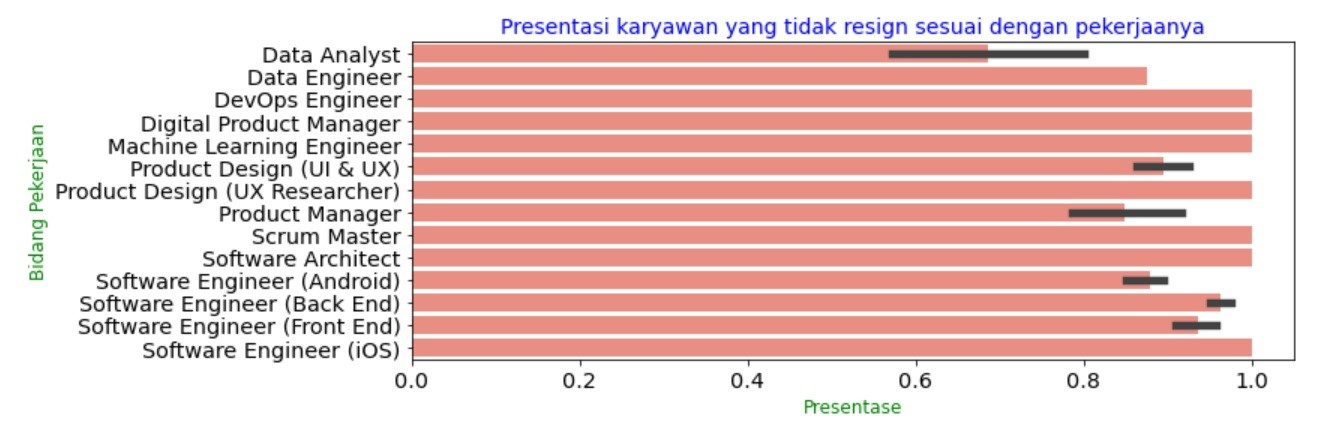 Presentasi karyawan yang tidak resign sesuai dengan pekerjaanya
Bidang Pekerjaan
Data Analyst
Data Engineer
DevOps Engineer
Digital Product Manager
Machine Learning Engineer
Product Design (UI & UX)
Product Design (UX Researcher)
Product Manager
Scrum Master
Software Architect
Software Engineer (Android)
Software Engineer (Back End)
Software Engineer (Front End)
Software Engineer (iOS)
0.0 0.2 0.4 0.6 0.8 1.0
Presentase